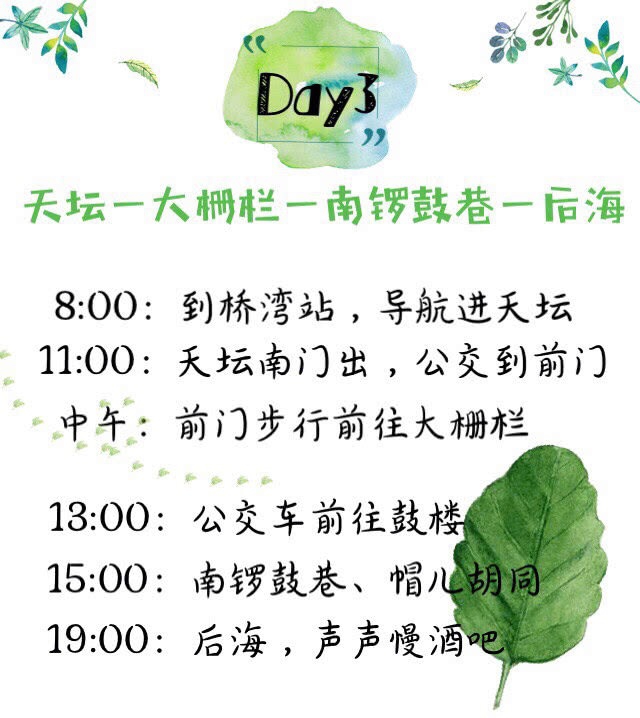 Day3
天坛一大栅栏一南锣鼓巷一后海
8:00：到桥湾站，导航进天坛
11:00：天坛南门出，公交到前门
中午：前门步行前往大栅栏
13:00：公交车前往鼓楼
15:00：南锣鼓巷、帽儿胡同
19:00：后海，声声慢酒吧